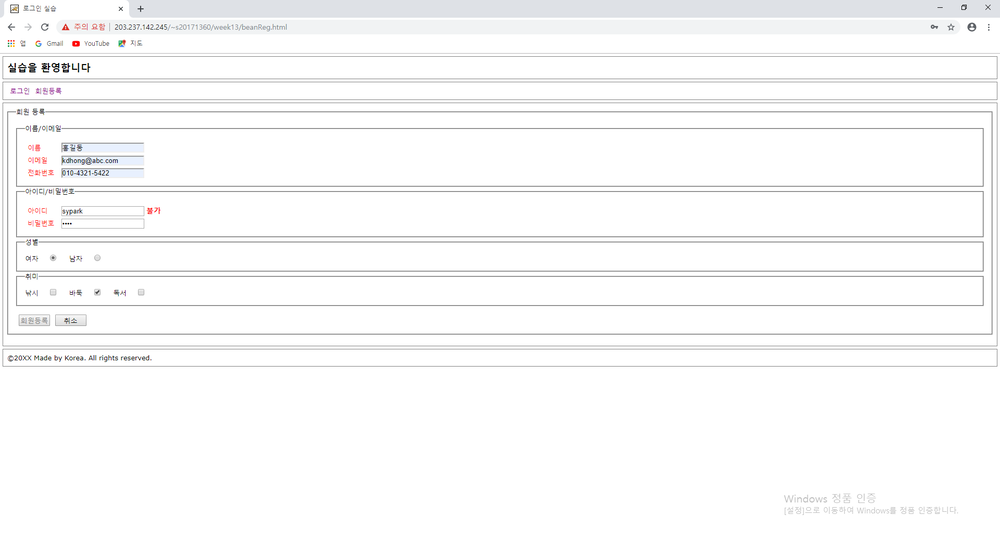 로그인 실습
주의 요함 | 203.237.142.245/~s20171360/week13/beanReg.html
앱 Gmail YouTube 지도
실습을 환영합니다
로그인 회원등록
회원 등록
이름/이메일
이름 홍길동
이메일 kdhong@abc.com
전화번호 010-4321-5422
아이디/비밀번호
아이디 sypark 불가
비밀번호 ••••
성별
여자 남자
취미
낚시 바둑 독서
회원등록 취소
©20XX Made by Korea. All rights reserved.
Windows 정품 인증
[설정]으로 이동하여 Windows를 정품 인증합니다.